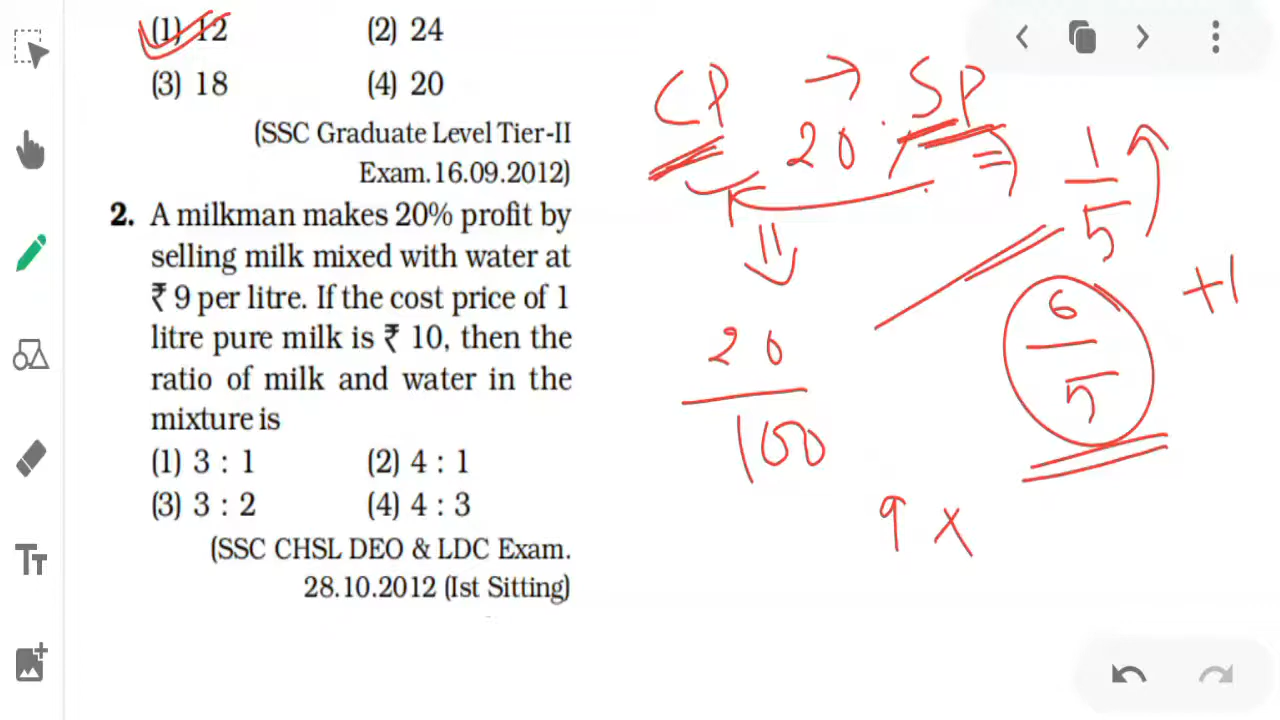 (1) 12 (2) 24
(3) 18 (4) 20
(SSC Graduate Level Tier-II
Exam.16.09.2012)
2. A milkman makes 20% profit by
selling milk mixed with water at
₹ 9 per litre. If the cost price of 1
litre pure milk is ₹ 10, then the
ratio of milk and water in the
mixture is
(1) 3 : 1 (2) 4 : 1
(3) 3 : 2 (4) 4 : 3
(SSC CHSL DEO & LDC Exam.
28.10.2012 (Ist Sitting)
CP → SP
20 ⇒ 1/5
+1
6/5
20/100
9 x
TT